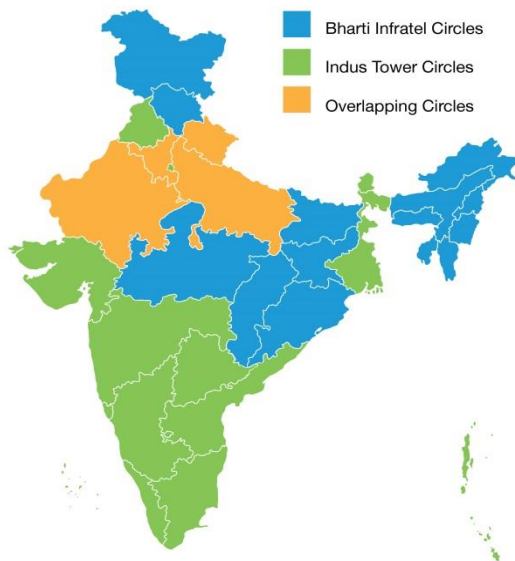 Bharti Infratel Circles
Indus Tower Circles
Overlapping Circles